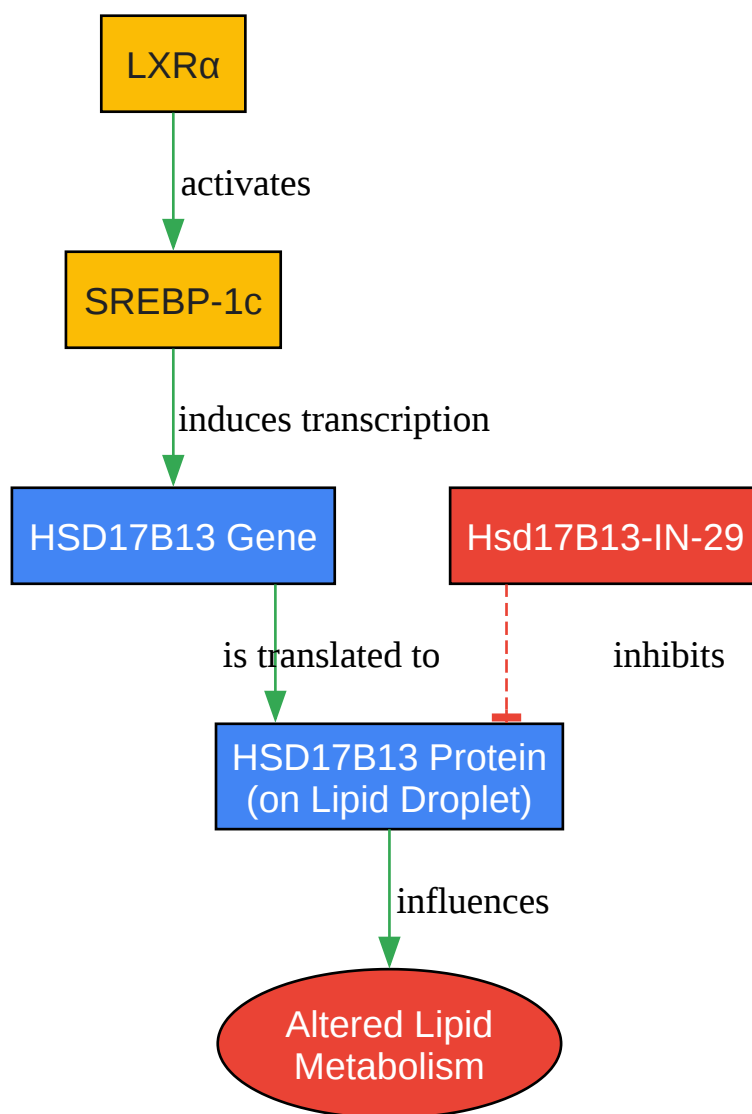 LXRα
activates
SREBP-1c
induces transcription
HSD17B13 Gene
Hsd17B13-IN-29
is translated to
inhibits
HSD17B13 Protein
(on Lipid Droplet)
influences
Altered Lipid
Metabolism